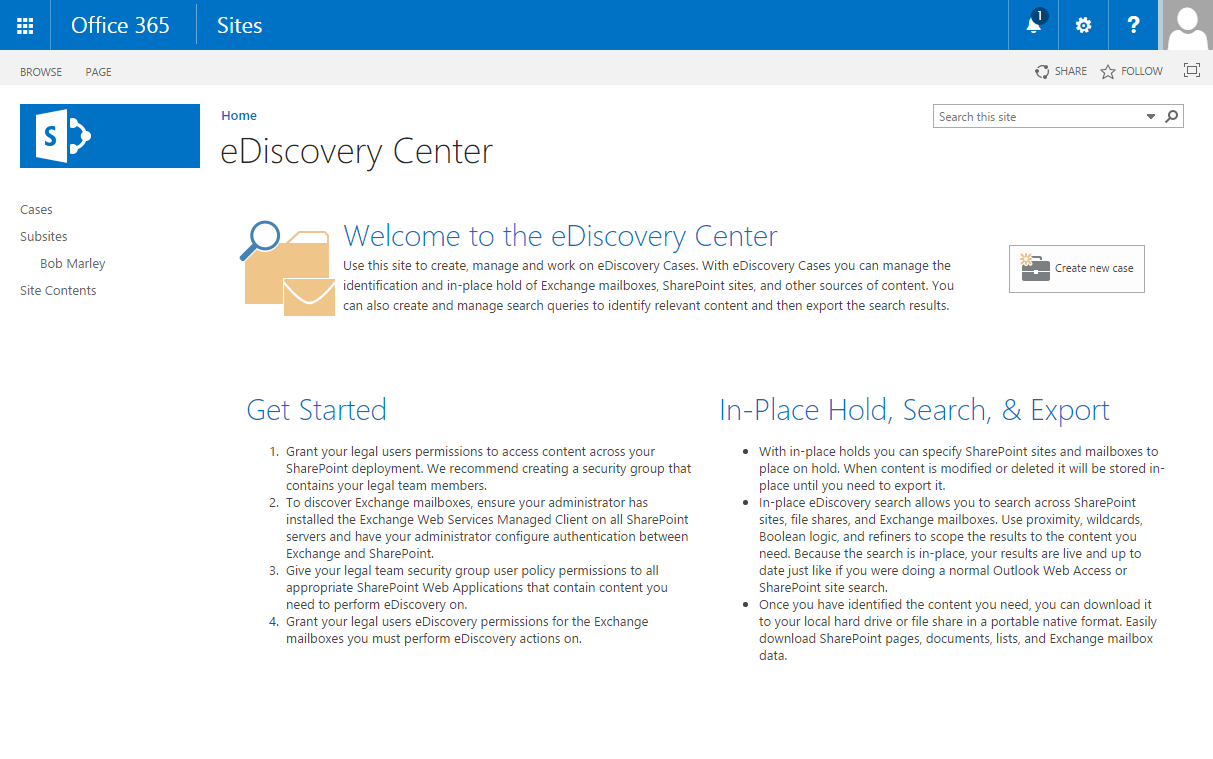 Office 365
Sites
1
?
BROWSE
PAGE
SHARE
FOLLOW
S
Home
Search this site
eDiscovery Center
Cases
Subsites
Bob Marley
Site Contents
Welcome to the eDiscovery Center
Use this site to create, manage and work on eDiscovery Cases. With eDiscovery Cases you can manage the
identification and in-place hold of Exchange mailboxes, SharePoint sites, and other sources of content. You
can also create and manage search queries to identify relevant content and then export the search results.
Create new case
Get Started
1. Grant your legal users permissions to access content across your
SharePoint deployment. We recommend creating a security group that
contains your legal team members.
2. To discover Exchange mailboxes, ensure your administrator has
installed the Exchange Web Services Managed Client on all SharePoint
servers and have your administrator configure authentication between
Exchange and SharePoint.
3. Give your legal team security group user policy permissions to all
appropriate SharePoint Web Applications that contain content you
need to perform eDiscovery on.
4. Grant your legal users eDiscovery permissions for the Exchange
mailboxes you must perform eDiscovery actions on.
In-Place Hold, Search, & Export
• With in-place holds you can specify SharePoint sites and mailboxes to
place on hold. When content is modified or deleted it will be stored in-
place until you need to export it.
• In-place eDiscovery search allows you to search across SharePoint
sites, file shares, and Exchange mailboxes. Use proximity, wildcards,
Boolean logic, and refiners to scope the results to the content you
need. Because the search is in-place, your results are live and up to
date just like if you were doing a normal Outlook Web Access or
SharePoint site search.
• Once you have identified the content you need, you can download it
to your local hard drive or file share in a portable native format. Easily
download SharePoint pages, documents, lists, and Exchange mailbox
data.